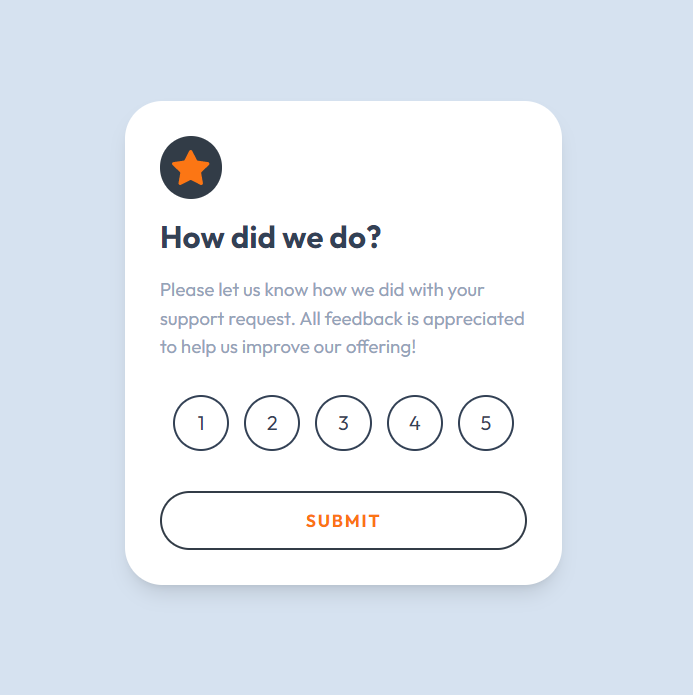 How did we do?
Please let us know how we did with your
support request. All feedback is appreciated
to help us improve our offering!
1 2 3 4 5
SUBMIT